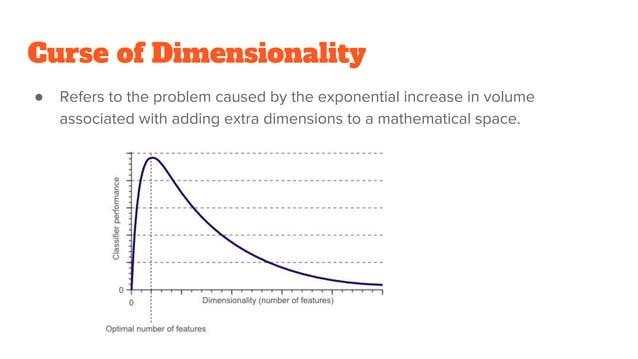 Curse of Dimensionality
● Refers to the problem caused by the exponential increase in volume
associated with adding extra dimensions to a mathematical space.
Classifier performance
0
0
Dimensionality (number of features)
Optimal number of features